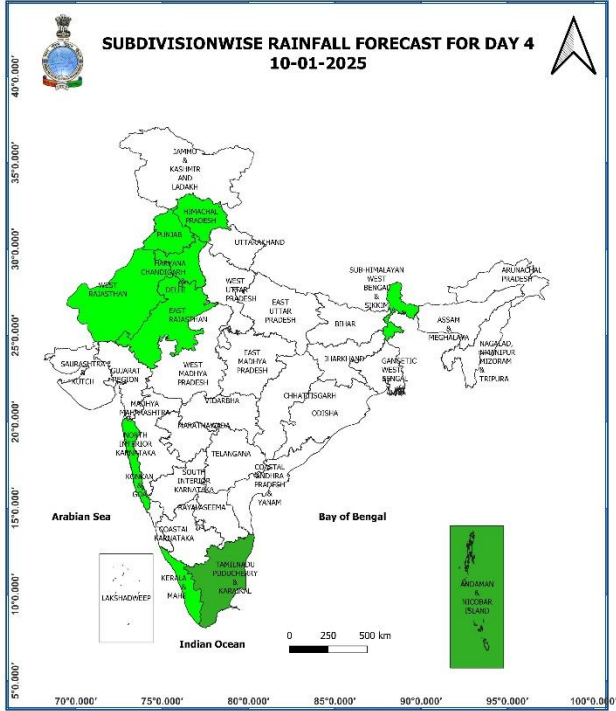 SUBDIVISIONWISE RAINFALL FORECAST FOR DAY 4
10-01-2025
40°0.000'
35°0.000'
30°0.000'
25°0.000'
20°0.000'
15°0.000'
10°0.000'
5°0.000'
JAMMO
&
KASHMIR
AND
LADAKH
HIMACHAL
PRADESH
PUNJAB
UTTARAKHAND
HARYANA
CHANDIGARH
&
DELHI
WEST
RAJASTHAN
EAST
RAJASTHAN
WEST
UTTAR
PRADESH
EAST
UTTAR
PRADESH
SUB-HIMALAYAN
WEST
BENGAL
&
SIKKIM
ARUNACHAL
PRADESH
BIHAR
ASSAM
&
MEGHALAYA
NAGALAD,
MANIPUR
MIZORAM
&
TRIPURA
SAURASHTRA
&
KUTCH
GUJARAT
REGION
WEST
MADHYA
PRADESH
EAST
MADHYA
PRADESH
JHARKHAND
GANGETIC
WEST
BENGAL
CHHATTISGARH
ODISHA
MADHYA
MAHARASHTRA
VIDARBHA
MARATHAWADA
NORTH
INTERIOR
KARNATAKA
TELANGANA
KONKAN
&
GOA
SOUTH
INTERIOR
KARNATAKA
COASTAL
ANDHRA
PRADESH
&
YANAM
RAYALASEEMA
Arabian Sea
Bay of Bengal
COASTAL
KARNATAKA
LAKSHADWEEP
KERALA
&
MAHE
TAMILNADU
PUDUCHERRY
&
KARAIKAL
ANDAMAN
&
NICOBAR
ISLAND
Indian Ocean
0 250 500 km
70°0.000' 75°0.000' 80°0.000' 85°0.000' 90°0.000' 95°0.000' 100°0.000'